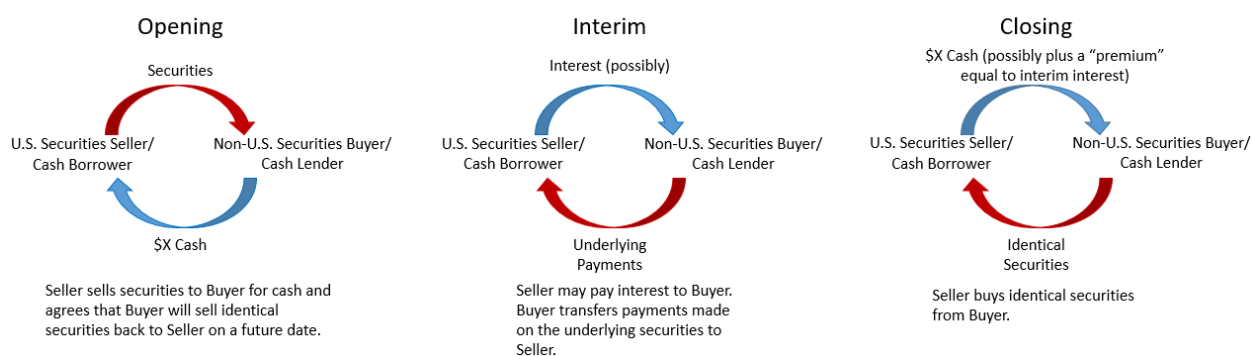 Opening
Securities
U.S. Securities Seller/
Cash Borrower
Non-U.S. Securities Buyer/
Cash Lender
$X Cash
Seller sells securities to Buyer for cash and
agrees that Buyer will sell identical
securities back to Seller on a future date.
Interim
Interest (possibly)
U.S. Securities Seller/
Cash Borrower
Non-U.S. Securities Buyer/
Cash Lender
Underlying
Payments
Seller may pay interest to Buyer.
Buyer transfers payments made
on the underlying securities to
Seller.
Closing
$X Cash (possibly plus a “premium”
equal to interim interest)
U.S. Securities Seller/
Cash Borrower
Non-U.S. Securities Buyer/
Cash Lender
Identical
Securities
Seller buys identical securities
from Buyer.